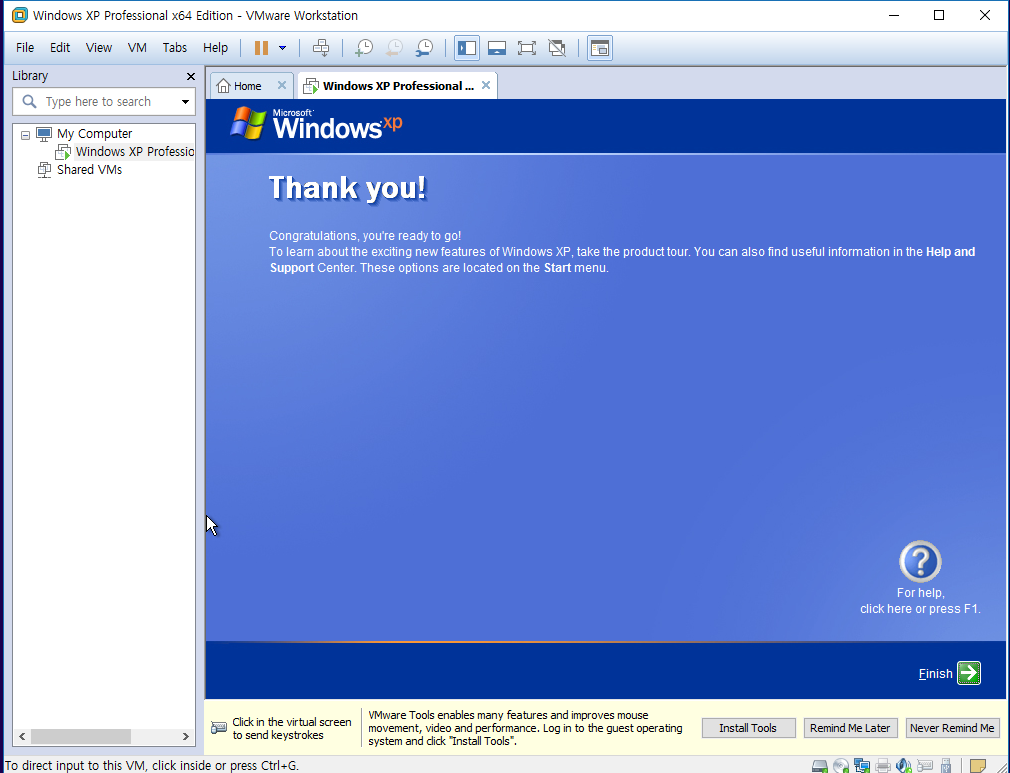 Windows XP Professional x64 Edition - VMware Workstation
File Edit View VM Tabs Help
Library
Type here to search
My Computer
Windows XP Professio
Shared VMs
Home
Windows XP Professional ...
Microsoft
Windows xp
Thank you!
Congratulations, you're ready to go!
To learn about the exciting new features of Windows XP, take the product tour. You can also find useful information in the Help and
Support Center. These options are located on the Start menu.
?
For help,
click here or press F1.
Finish
Click in the virtual screen
to send keystrokes
VMware Tools enables many features and improves mouse
movement, video and performance. Log in to the guest operating
system and click "Install Tools".
Install Tools
Remind Me Later
Never Remind Me
To direct input to this VM, click inside or press Ctrl+G.